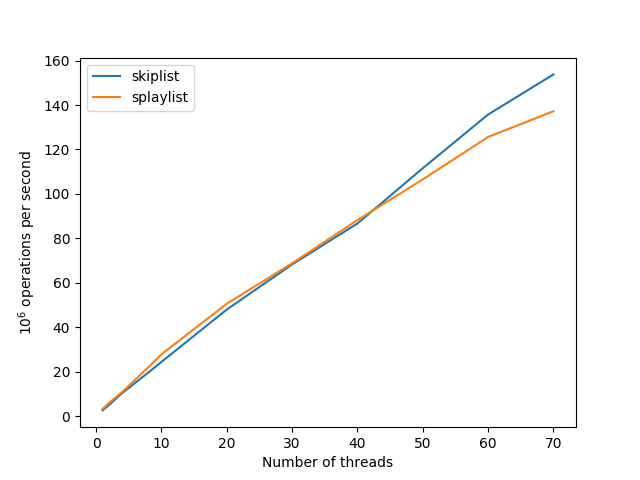 skiplist
splaylist
160
140
120
100
80
60
40
20
0
10⁶ operations per second
0 10 20 30 40 50 60 70
Number of threads